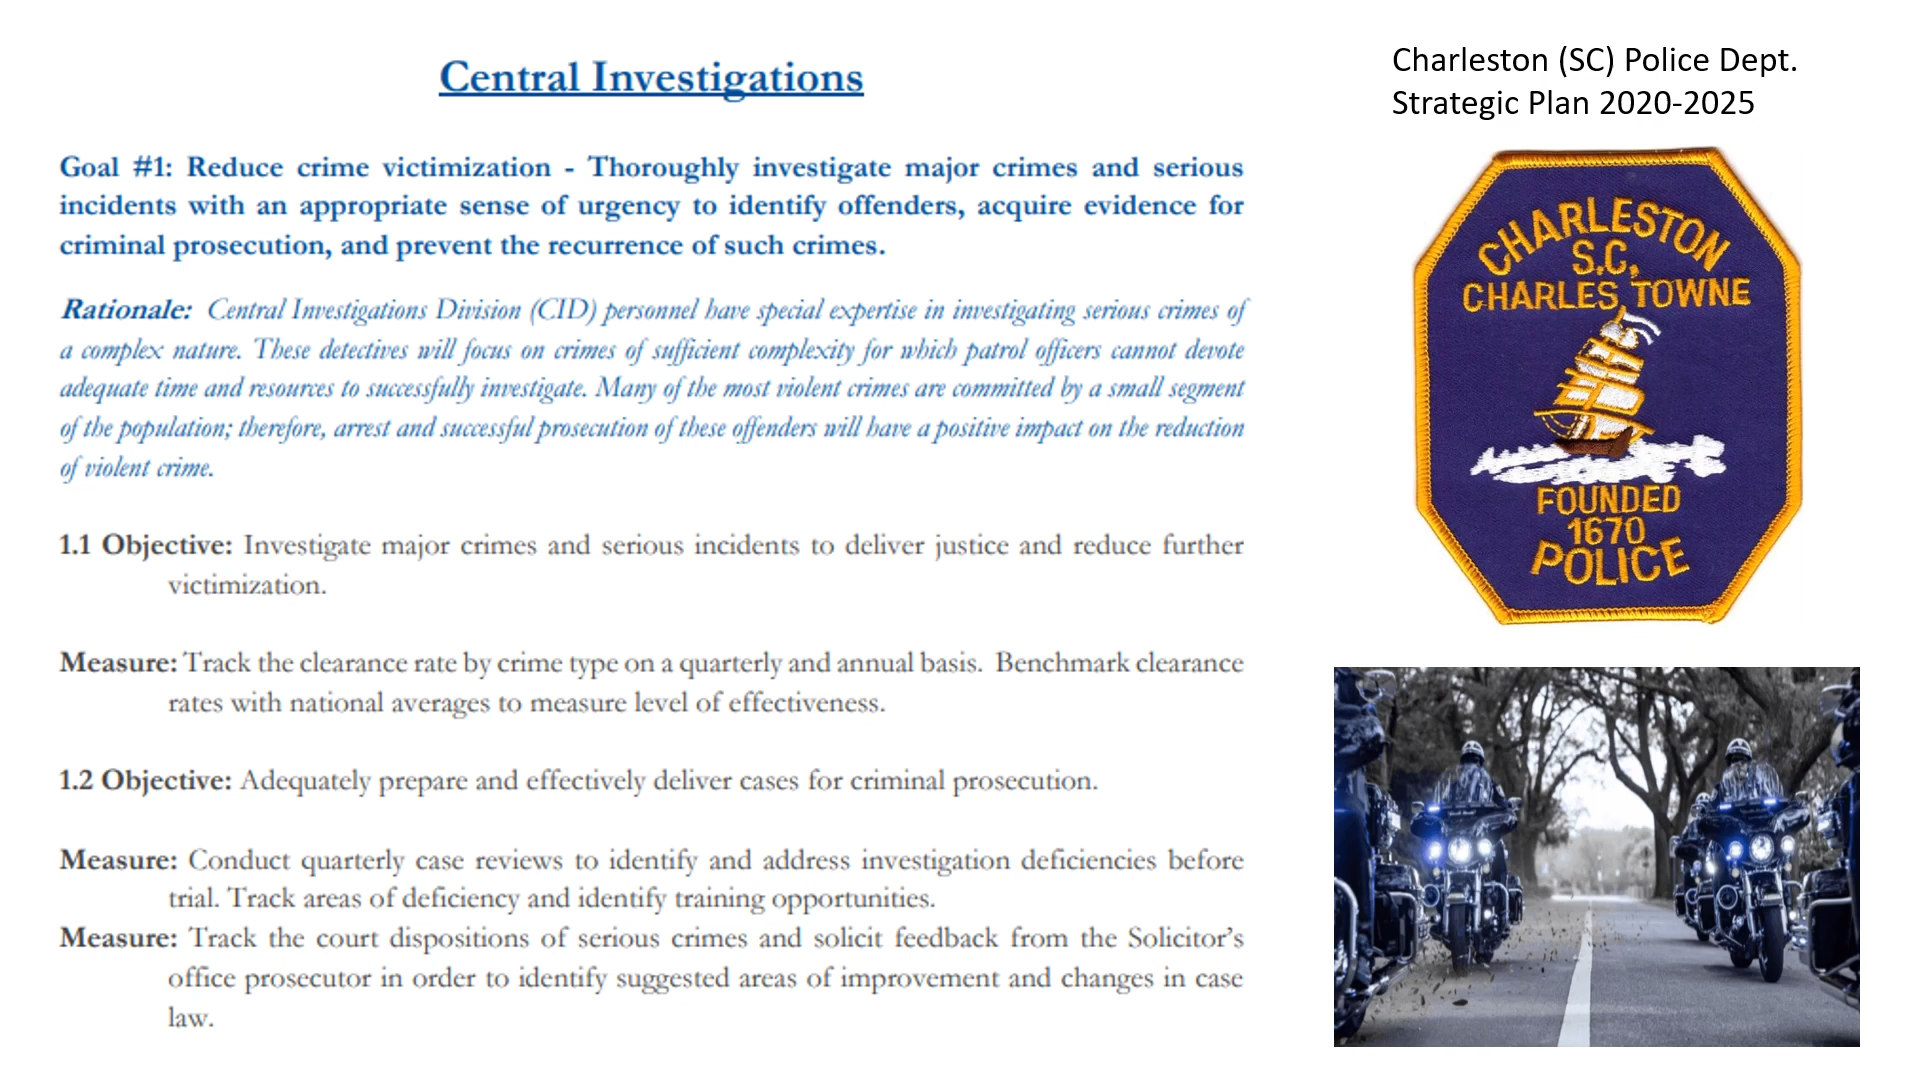 Central Investigations
Goal #1: Reduce crime victimization - Thoroughly investigate major crimes and serious
incidents with an appropriate sense of urgency to identify offenders, acquire evidence for
criminal prosecution, and prevent the recurrence of such crimes.
Rationale: Central Investigations Division (CID) personnel have special expertise in investigating serious crimes of
a complex nature. These detectives will focus on crimes of sufficient complexity for which patrol officers cannot devote
adequate time and resources to successfully investigate. Many of the most violent crimes are committed by a small segment
of the population; therefore, arrest and successful prosecution of these offenders will have a positive impact on the reduction
of violent crime.
1.1 Objective: Investigate major crimes and serious incidents to deliver justice and reduce further
victimization.
Measure: Track the clearance rate by crime type on a quarterly and annual basis. Benchmark clearance
rates with national averages to measure level of effectiveness.
1.2 Objective: Adequately prepare and effectively deliver cases for criminal prosecution.
Measure: Conduct quarterly case reviews to identify and address investigation deficiencies before
trial. Track areas of deficiency and identify training opportunities.
Measure: Track the court dispositions of serious crimes and solicit feedback from the Solicitor’s
office prosecutor in order to identify suggested areas of improvement and changes in case
law.
Charleston (SC) Police Dept.
Strategic Plan 2020-2025
CHARLESTON
S.C.
CHARLES TOWNE
FOUNDED
1670
POLICE